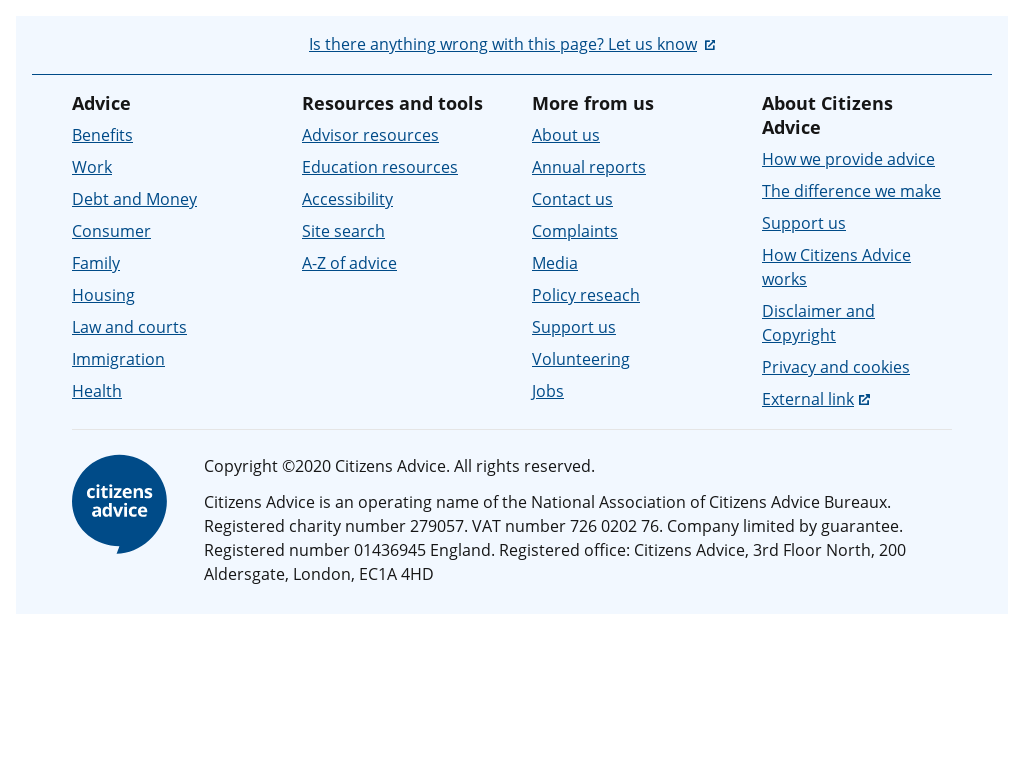 Is there anything wrong with this page? Let us know
Advice
Benefits
Work
Debt and Money
Consumer
Family
Housing
Law and courts
Immigration
Health
Resources and tools
Advisor resources
Education resources
Accessibility
Site search
A-Z of advice
More from us
About us
Annual reports
Contact us
Complaints
Media
Policy reseach
Support us
Volunteering
Jobs
About Citizens
Advice
How we provide advice
The difference we make
Support us
How Citizens Advice
works
Disclaimer and
Copyright
Privacy and cookies
External link
citizens
advice
Copyright ©2020 Citizens Advice. All rights reserved.
Citizens Advice is an operating name of the National Association of Citizens Advice Bureaux.
Registered charity number 279057. VAT number 726 0202 76. Company limited by guarantee.
Registered number 01436945 England. Registered office: Citizens Advice, 3rd Floor North, 200
Aldersgate, London, EC1A 4HD